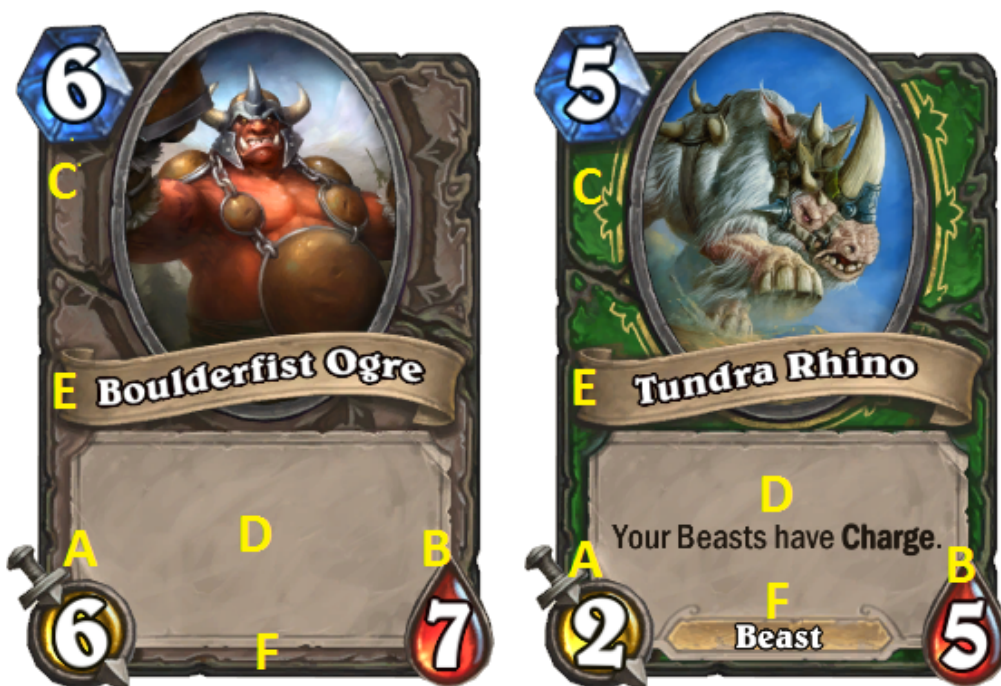 6
C
E Boulderfist Ogre
D
A B
6 7
F
5
C
E Tundra Rhino
D
Your Beasts have Charge.
A B
F
2 Beast 5